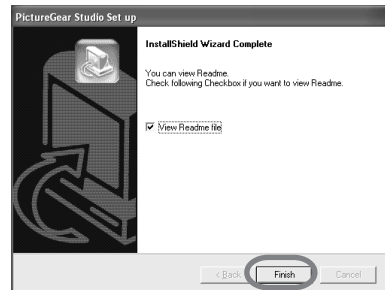 PictureGear Studio Set up
InstallShield Wizard Complete
You can view Readme.
Check following Checkbox if you want to view Readme.
View Readme file
< Back
Finish
Cancel